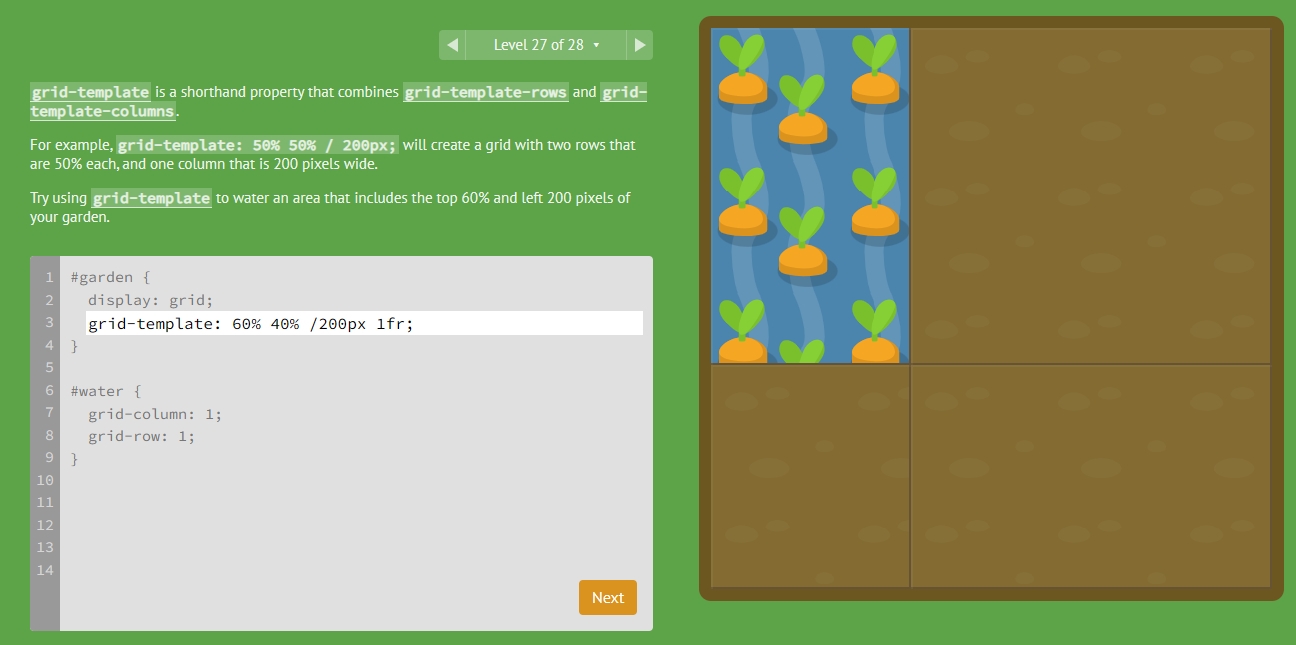 ◀ Level 27 of 28 ▾ ▶
grid-template is a shorthand property that combines grid-template-rows and grid-
template-columns.
For example, grid-template: 50% 50% / 200px; will create a grid with two rows that
are 50% each, and one column that is 200 pixels wide.
Try using grid-template to water an area that includes the top 60% and left 200 pixels of
your garden.
1 #garden {
2 display: grid;
3 grid-template: 60% 40% /200px 1fr;
4 }
5
6 #water {
7 grid-column: 1;
8 grid-row: 1;
9 }
10
11
12
13
14
Next